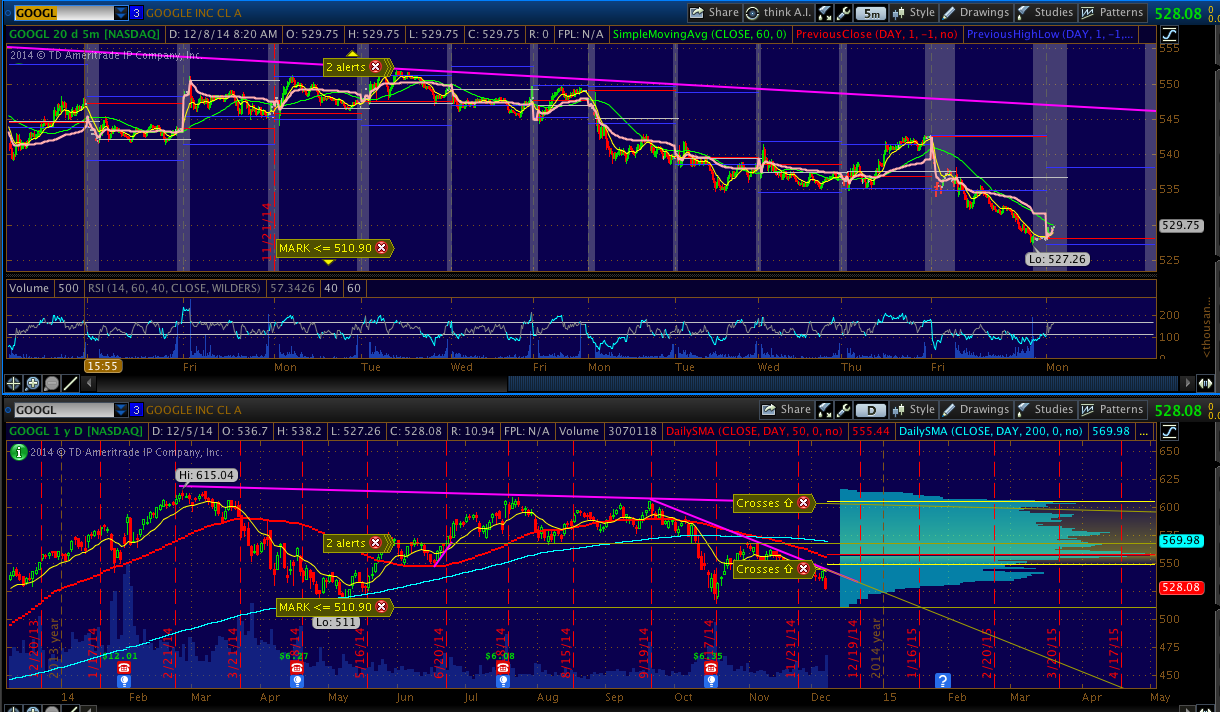 GOOGL 3 GOOGLE INC CL A Share think A.I. 5m Style Drawings Studies Patterns 528.08
GOOGL 20 d 5m [NASDAQ] D: 12/8/14 8:20 AM O: 529.75 H: 529.75 L: 529.75 C: 529.75 R: 0 FPL: N/A SimpleMovingAvg (CLOSE, 60, 0) PreviousClose (DAY, 1, -1, no) PreviousHighLow (DAY, 1, -1,...
2014 © TD Ameritrade IP Company, Inc.
555
2 alerts
550
545
540
535
11/21/14
529.75
MARK <= 510.90
Lo: 527.26
525
Volume 500 RSI (14, 60, 40, CLOSE, WILDERS) 57.3426 40 60
200
100
0
<thousan...
15:55 Fri Mon Tue Wed Fri Mon Tue Wed Thu Fri Mon
GOOGL 3 GOOGLE INC CL A Share D Style Drawings Studies Patterns 528.08
GOOGL 1 y D [NASDAQ] D: 12/5/14 O: 536.7 H: 538.2 L: 527.26 C: 528.08 R: 10.94 FPL: N/A Volume 3070118 DailySMA (CLOSE, DAY, 50, 0, no) 555.44 DailySMA (CLOSE, DAY, 200, 0, no) 569.98 ...
2014 © TD Ameritrade IP Company, Inc.
650
Hi: 615.04
625
Crosses
600
2 alerts
569.98
Crosses
550
528.08
MARK <= 510.90
Lo: 511
500
475
450
12/20/13 2013 year 1/17/14 3/21/14 5/16/14 6/20/14 8/15/14 9/19/14 11/21/14 12/19/14 2014 year 1/16/15 2/20/15 3/20/15 4/17/15
$12.01 $6.27 $6.08 $6.35
14 Feb Mar Apr May Jun Jul Aug Sep Oct Nov Dec 15 Feb Mar Apr May